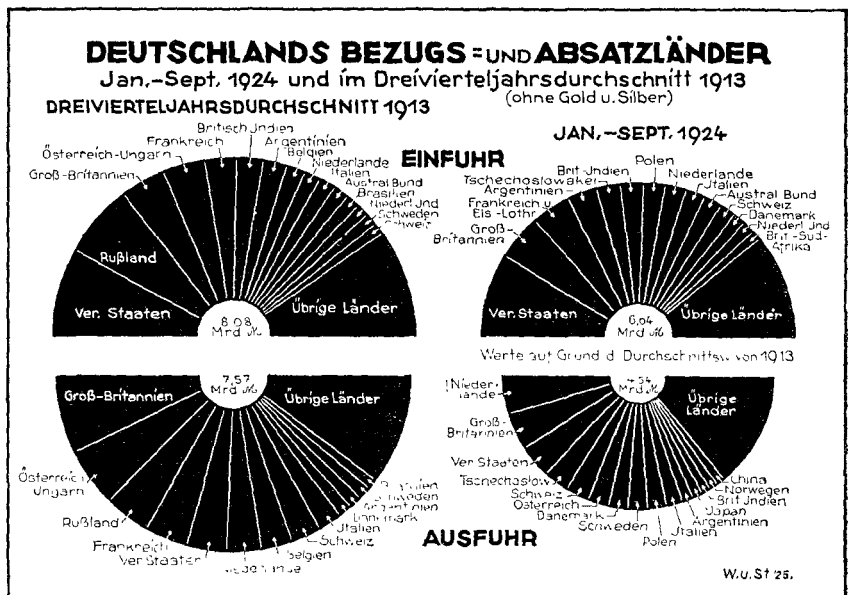 DEUTSCHLANDS BEZUGS=UND ABSATZLÄNDER
Jan.-Sept. 1924 und im Dreivierteljahrsdurchschnitt 1913
(ohne Gold u. Silber)
DREIVIERTELJAHRSDURCHSCHNITT 1913
JAN.-SEPT. 1924
EINFUHR
Britisch Jndien
Frankreich
Argentinien
Österreich-Ungarn
Belgien
Groß-Britannien
Niederlande
Italien
Austral Bund
Brasilien
Niederl Jnd
Schweden
Schweiz
Rußland
Ver. Staaten
Übrige Länder
8,08
Mrd M
Polen
Brit-Jndien
Niederlande
Tschechoslowakei
Jtalien
Argentinien
Austral Bund
Frankreich u.
Els -Lothr
Schweiz
Dänemark
Groß-
Britannien
Niederl Jnd
Brit -Süd-
Afrika
Ver. Staaten
Übrige Länder
6,04
Mrd M
Werte auf Grund d Durchschnittsw von 1913
7,57
Mrd M
Groß-Britannien
Übrige Länder
Österreich
Ungarn
Rußland
Frankreich
Ver Staaten
Belgien
Schweiz
Jtalien
Argentinien
Schweden
4,54
Mrd M
Nieder-
lande
Übrige
Länder
Groß-
Britannien
Ver Staaten
Tschechoslow
Schweiz
Österreich
Dänemark
Schweden
Polen
Jtalien
Argentinien
Japan
Brit Jndien
Norwegen
China
AUSFUHR
W.u.St '25.